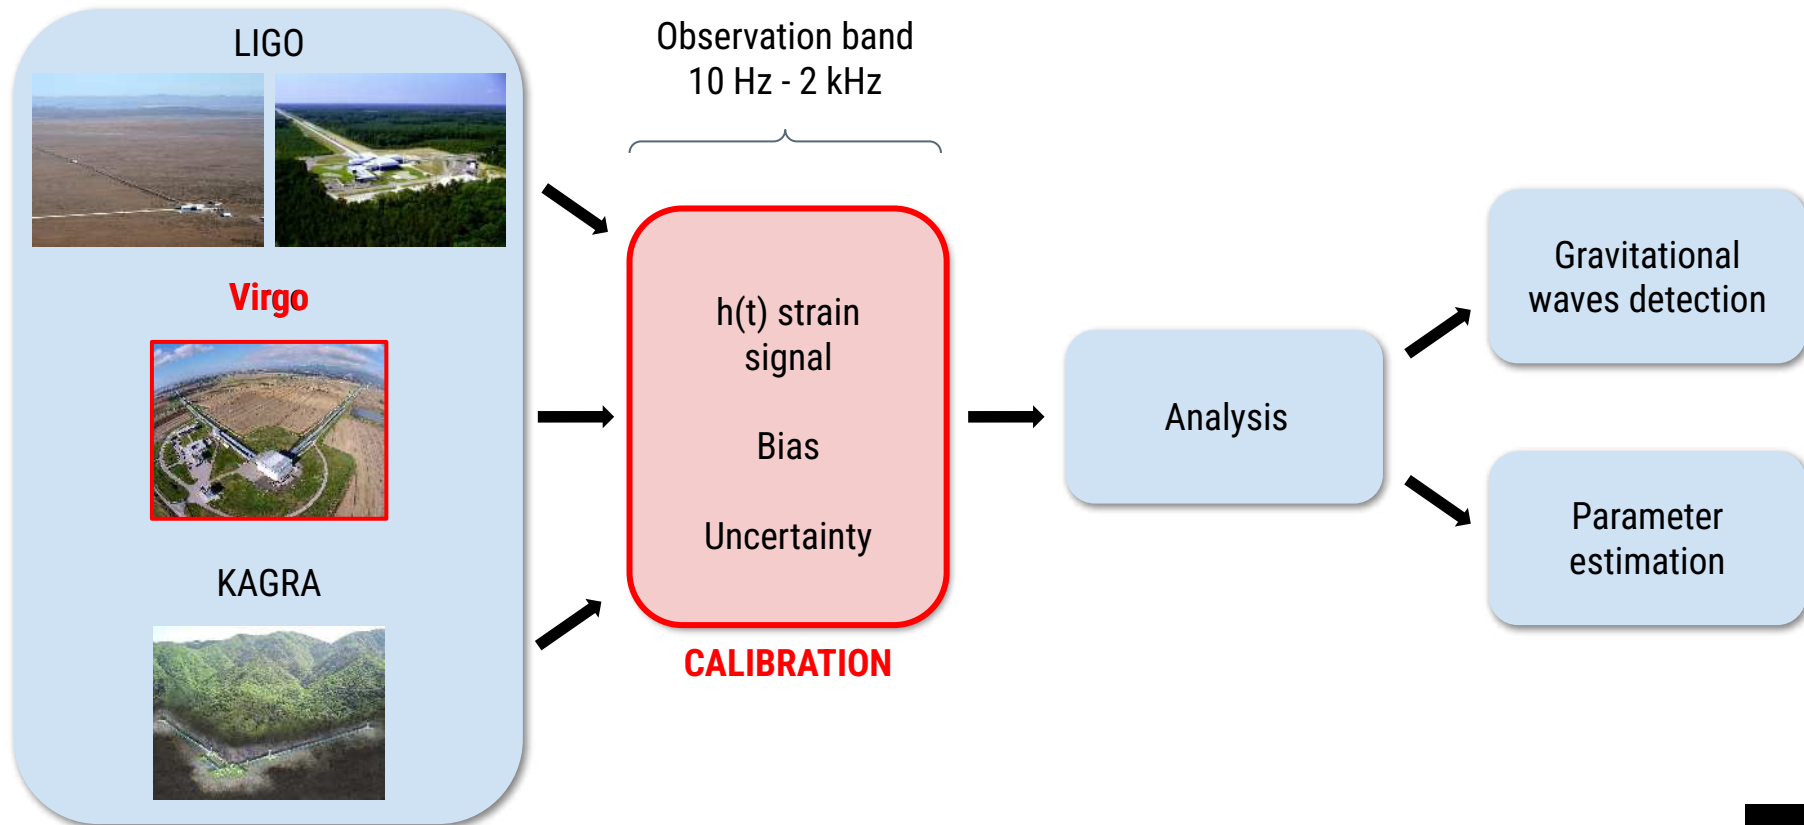 LIGO
Virgo
KAGRA
Observation band
10 Hz - 2 kHz
h(t) strain
signal
Bias
Uncertainty
CALIBRATION
Analysis
Gravitational
waves detection
Parameter
estimation